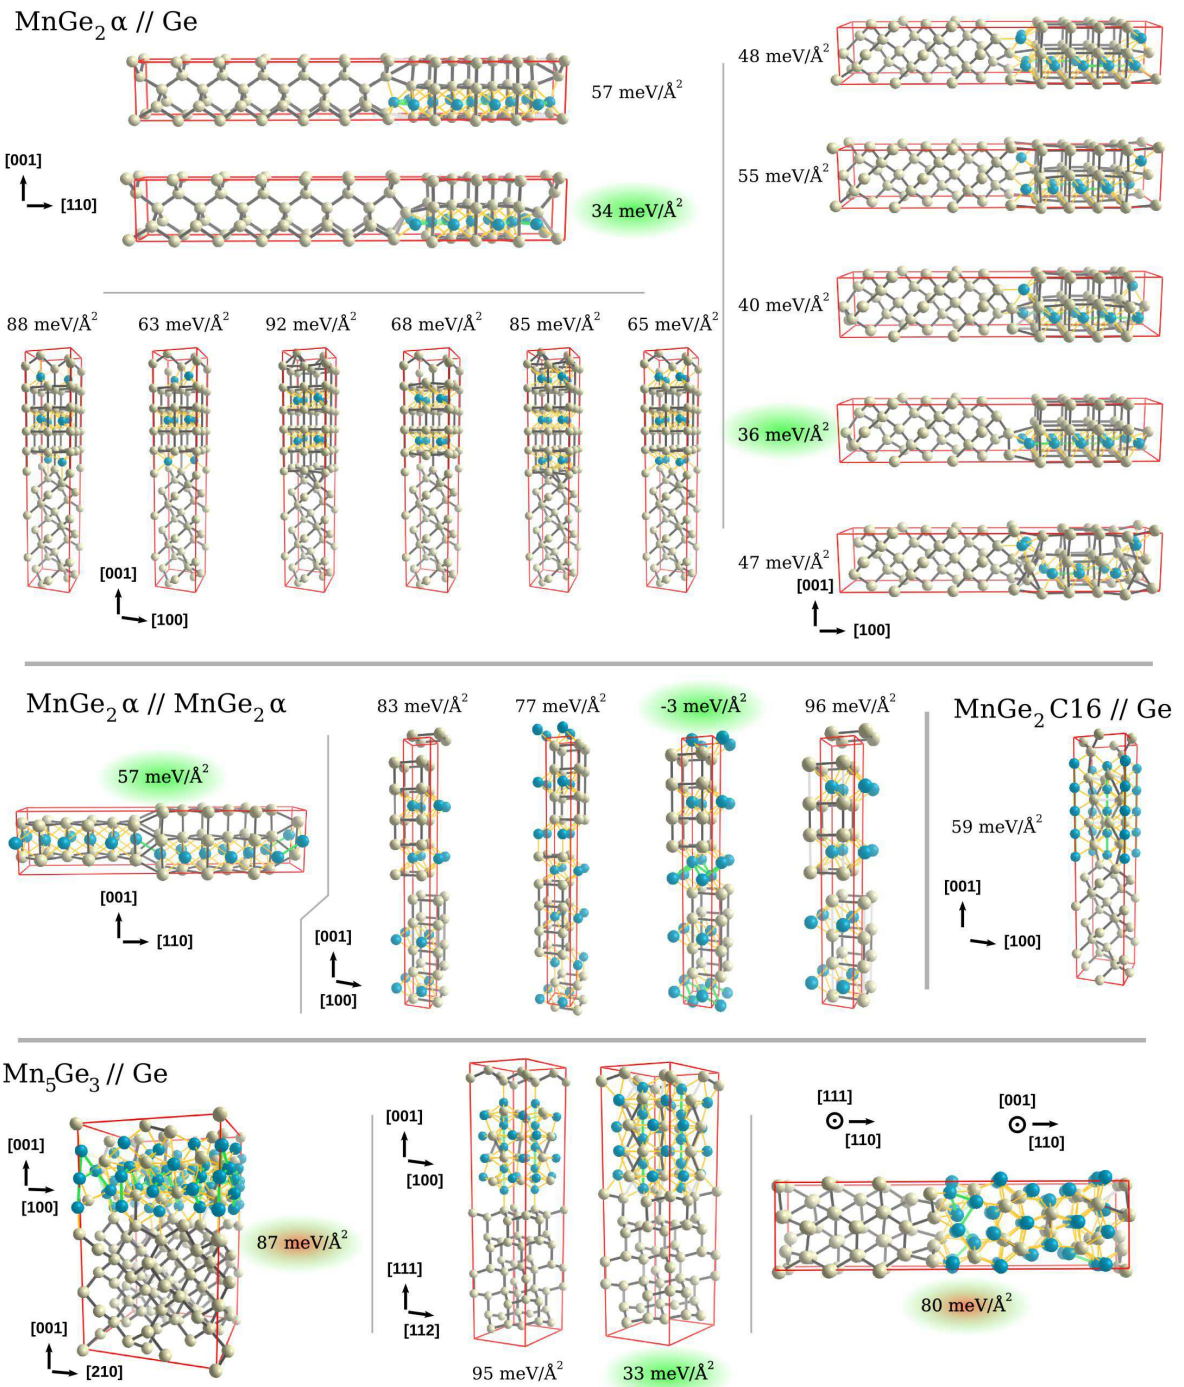 MnGe₂ α // Ge
57 meV/Å²
[001]
[110]
34 meV/Å²
88 meV/Å² 63 meV/Å² 92 meV/Å² 68 meV/Å² 85 meV/Å² 65 meV/Å²
[001]
[100]
48 meV/Å²
55 meV/Å²
40 meV/Å²
36 meV/Å²
47 meV/Å²
[001]
[100]
MnGe₂ α // MnGe₂ α
57 meV/Å²
[001]
[110]
83 meV/Å² 77 meV/Å² -3 meV/Å² 96 meV/Å²
[001]
[100]
MnGe₂ C16 // Ge
59 meV/Å²
[001]
[100]
Mn₅Ge₃ // Ge
[001]
[100]
87 meV/Å²
[001]
[210]
[001]
[100]
[111]
[112]
95 meV/Å² 33 meV/Å²
[111] [001]
[110] [110]
80 meV/Å²